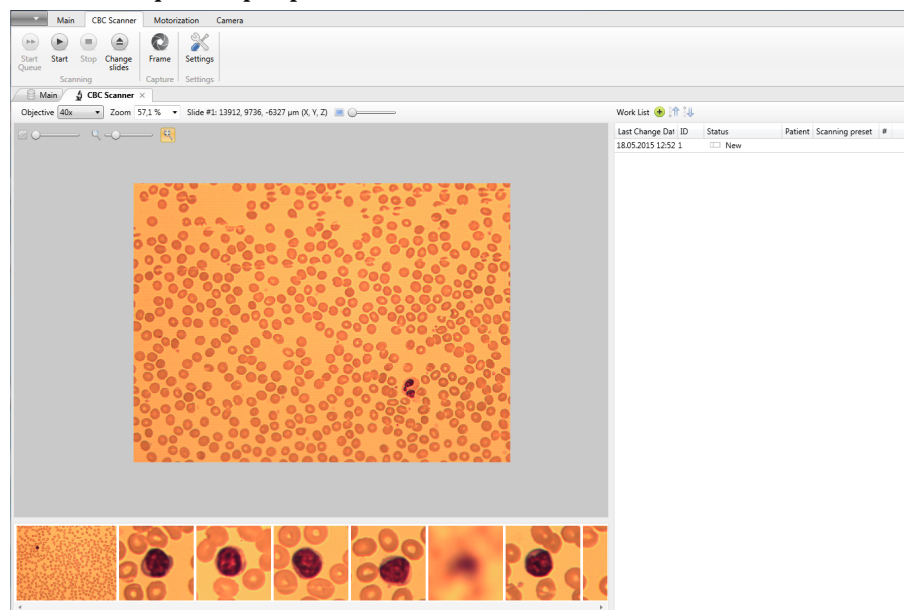 Main CBC Scanner Motorization Camera
Start Queue Start Stop Change slides Frame Settings
Scanning Capture Settings
Main CBC Scanner ×
Objective 40x Zoom 57,1 % Slide #1: 13912, 9736, -6327 µm (X, Y, Z) Work List
Last Change Dat ID Status Patient Scanning preset #
18.05.2015 12:52 1 New